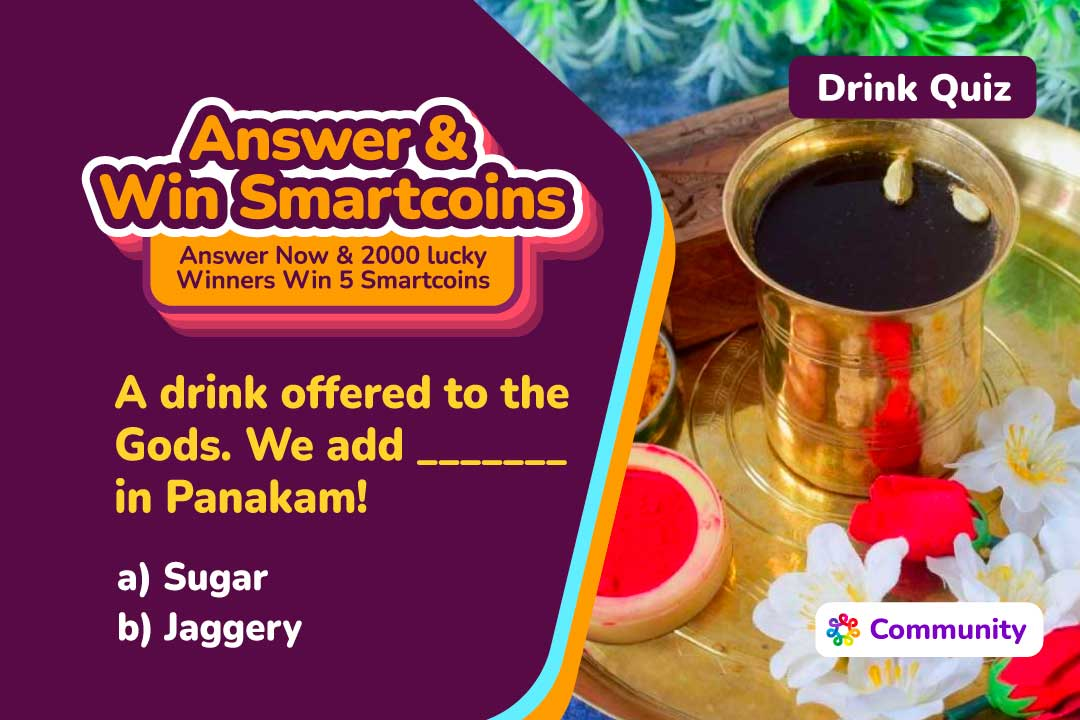 Drink Quiz
Answer &
Win Smartcoins
Answer Now & 2000 lucky
Winners Win 5 Smartcoins
A drink offered to the
Gods. We add _______
in Panakam!
a) Sugar
b) Jaggery
Community